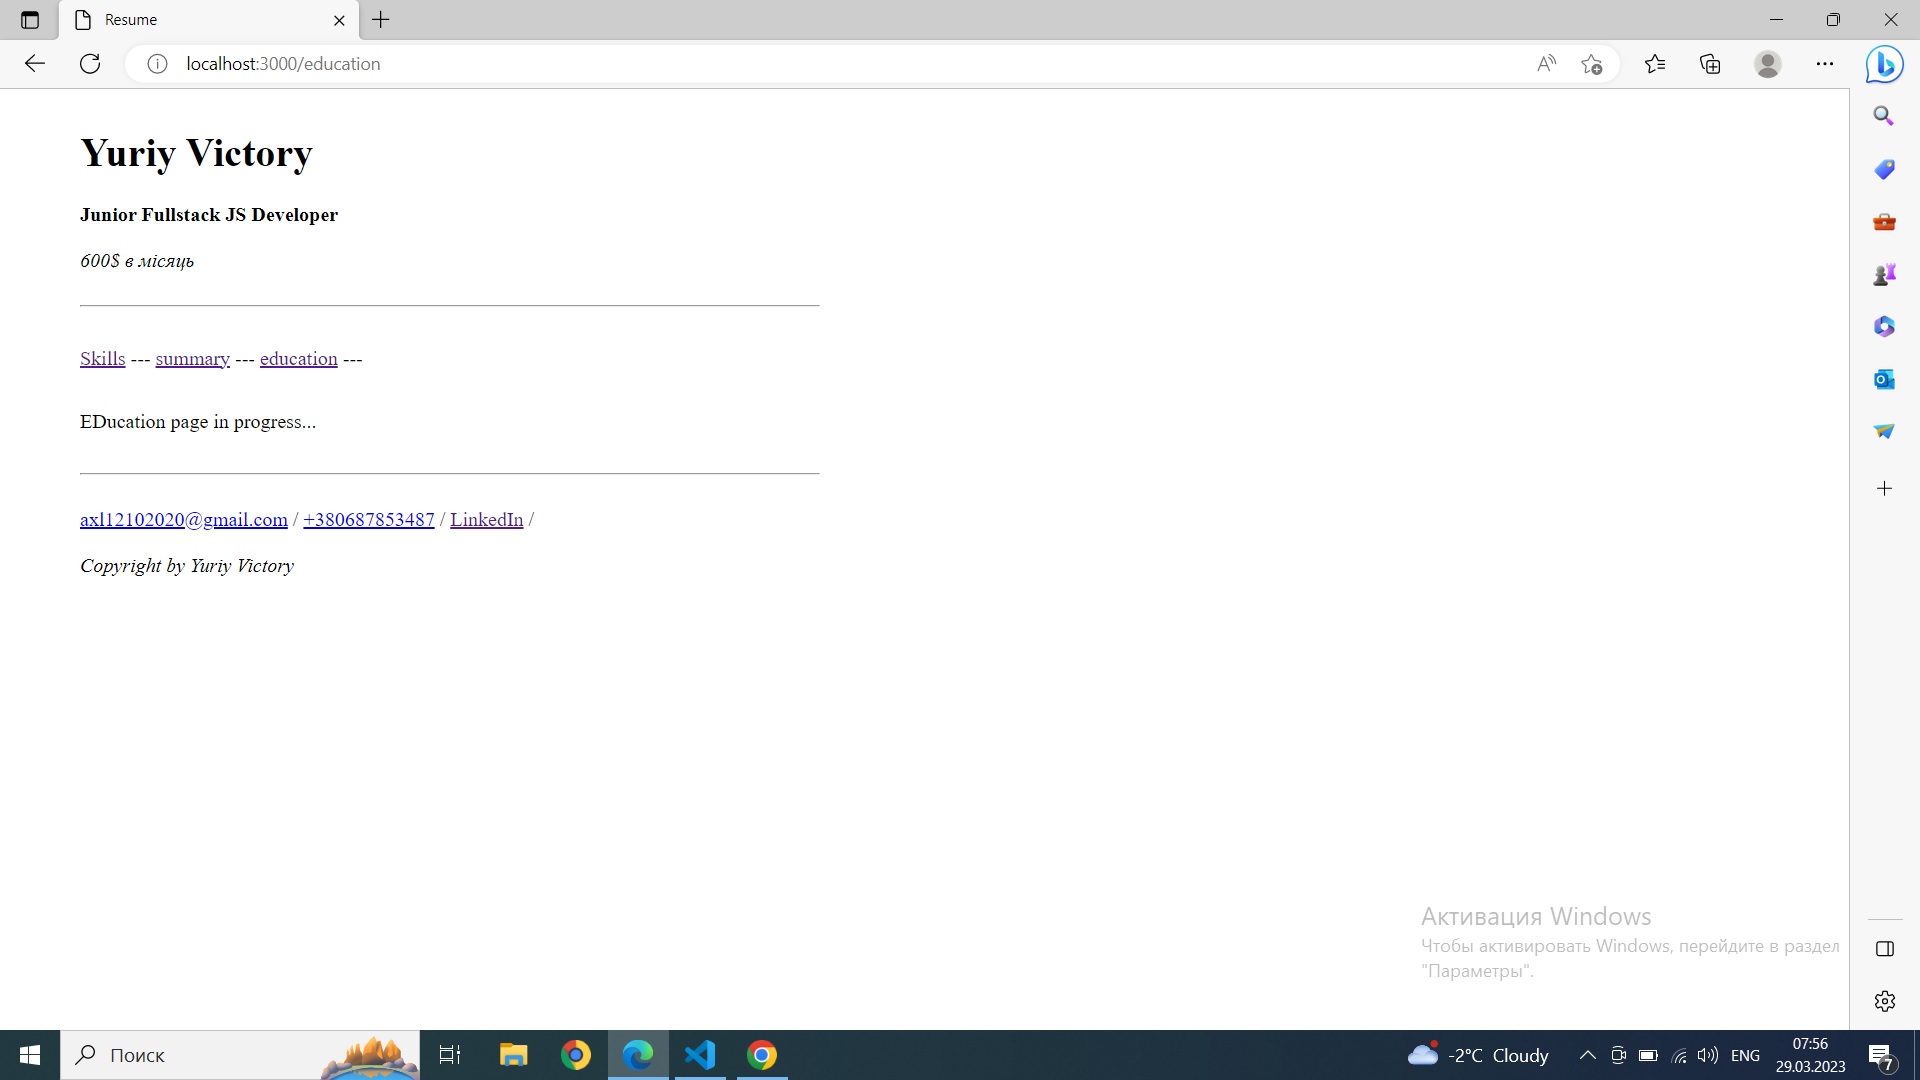 Resume
localhost:3000/education
Yuriy Victory
Junior Fullstack JS Developer
600$ в місяць
Skills --- summary --- education ---
EDucation page in progress...
axl12102020@gmail.com / +380687853487 / LinkedIn /
Copyright by Yuriy Victory
Активация Windows
Чтобы активировать Windows, перейдите в раздел
"Параметры".
Поиск
-2°C Cloudy
ENG
07:56
29.03.2023
7